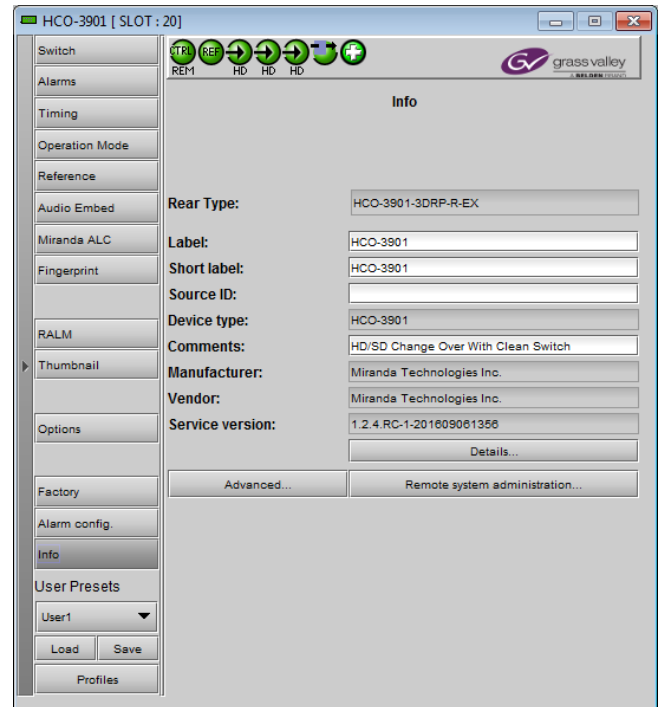 HCO-3901 [ SLOT : 20]
Switch
Alarms
Timing
Operation Mode
Reference
Audio Embed
Miranda ALC
Fingerprint
RALM
Thumbnail
Options
Factory
Alarm config.
Info
User Presets
User1
Load Save
Profiles
CTRL REF
REM HD HD HD
GV grass valley
A BELDEN BRAND
Info
Rear Type: HCO-3901-3DRP-R-EX
Label: HCO-3901
Short label: HCO-3901
Source ID:
Device type: HCO-3901
Comments: HD/SD Change Over With Clean Switch
Manufacturer: Miranda Technologies Inc.
Vendor: Miranda Technologies Inc.
Service version: 1.2.4.RC-1-201609061356
Details...
Advanced... Remote system administration...